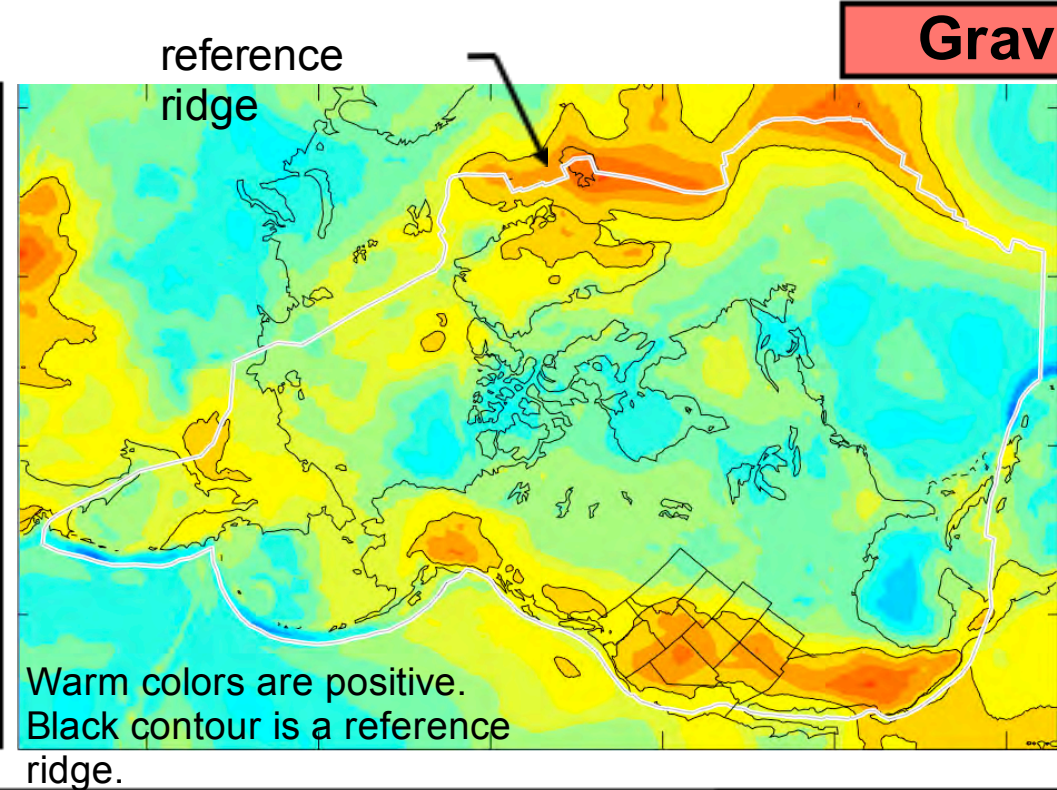 reference
ridge
Grav
Warm colors are positive.
Black contour is a reference
ridge.